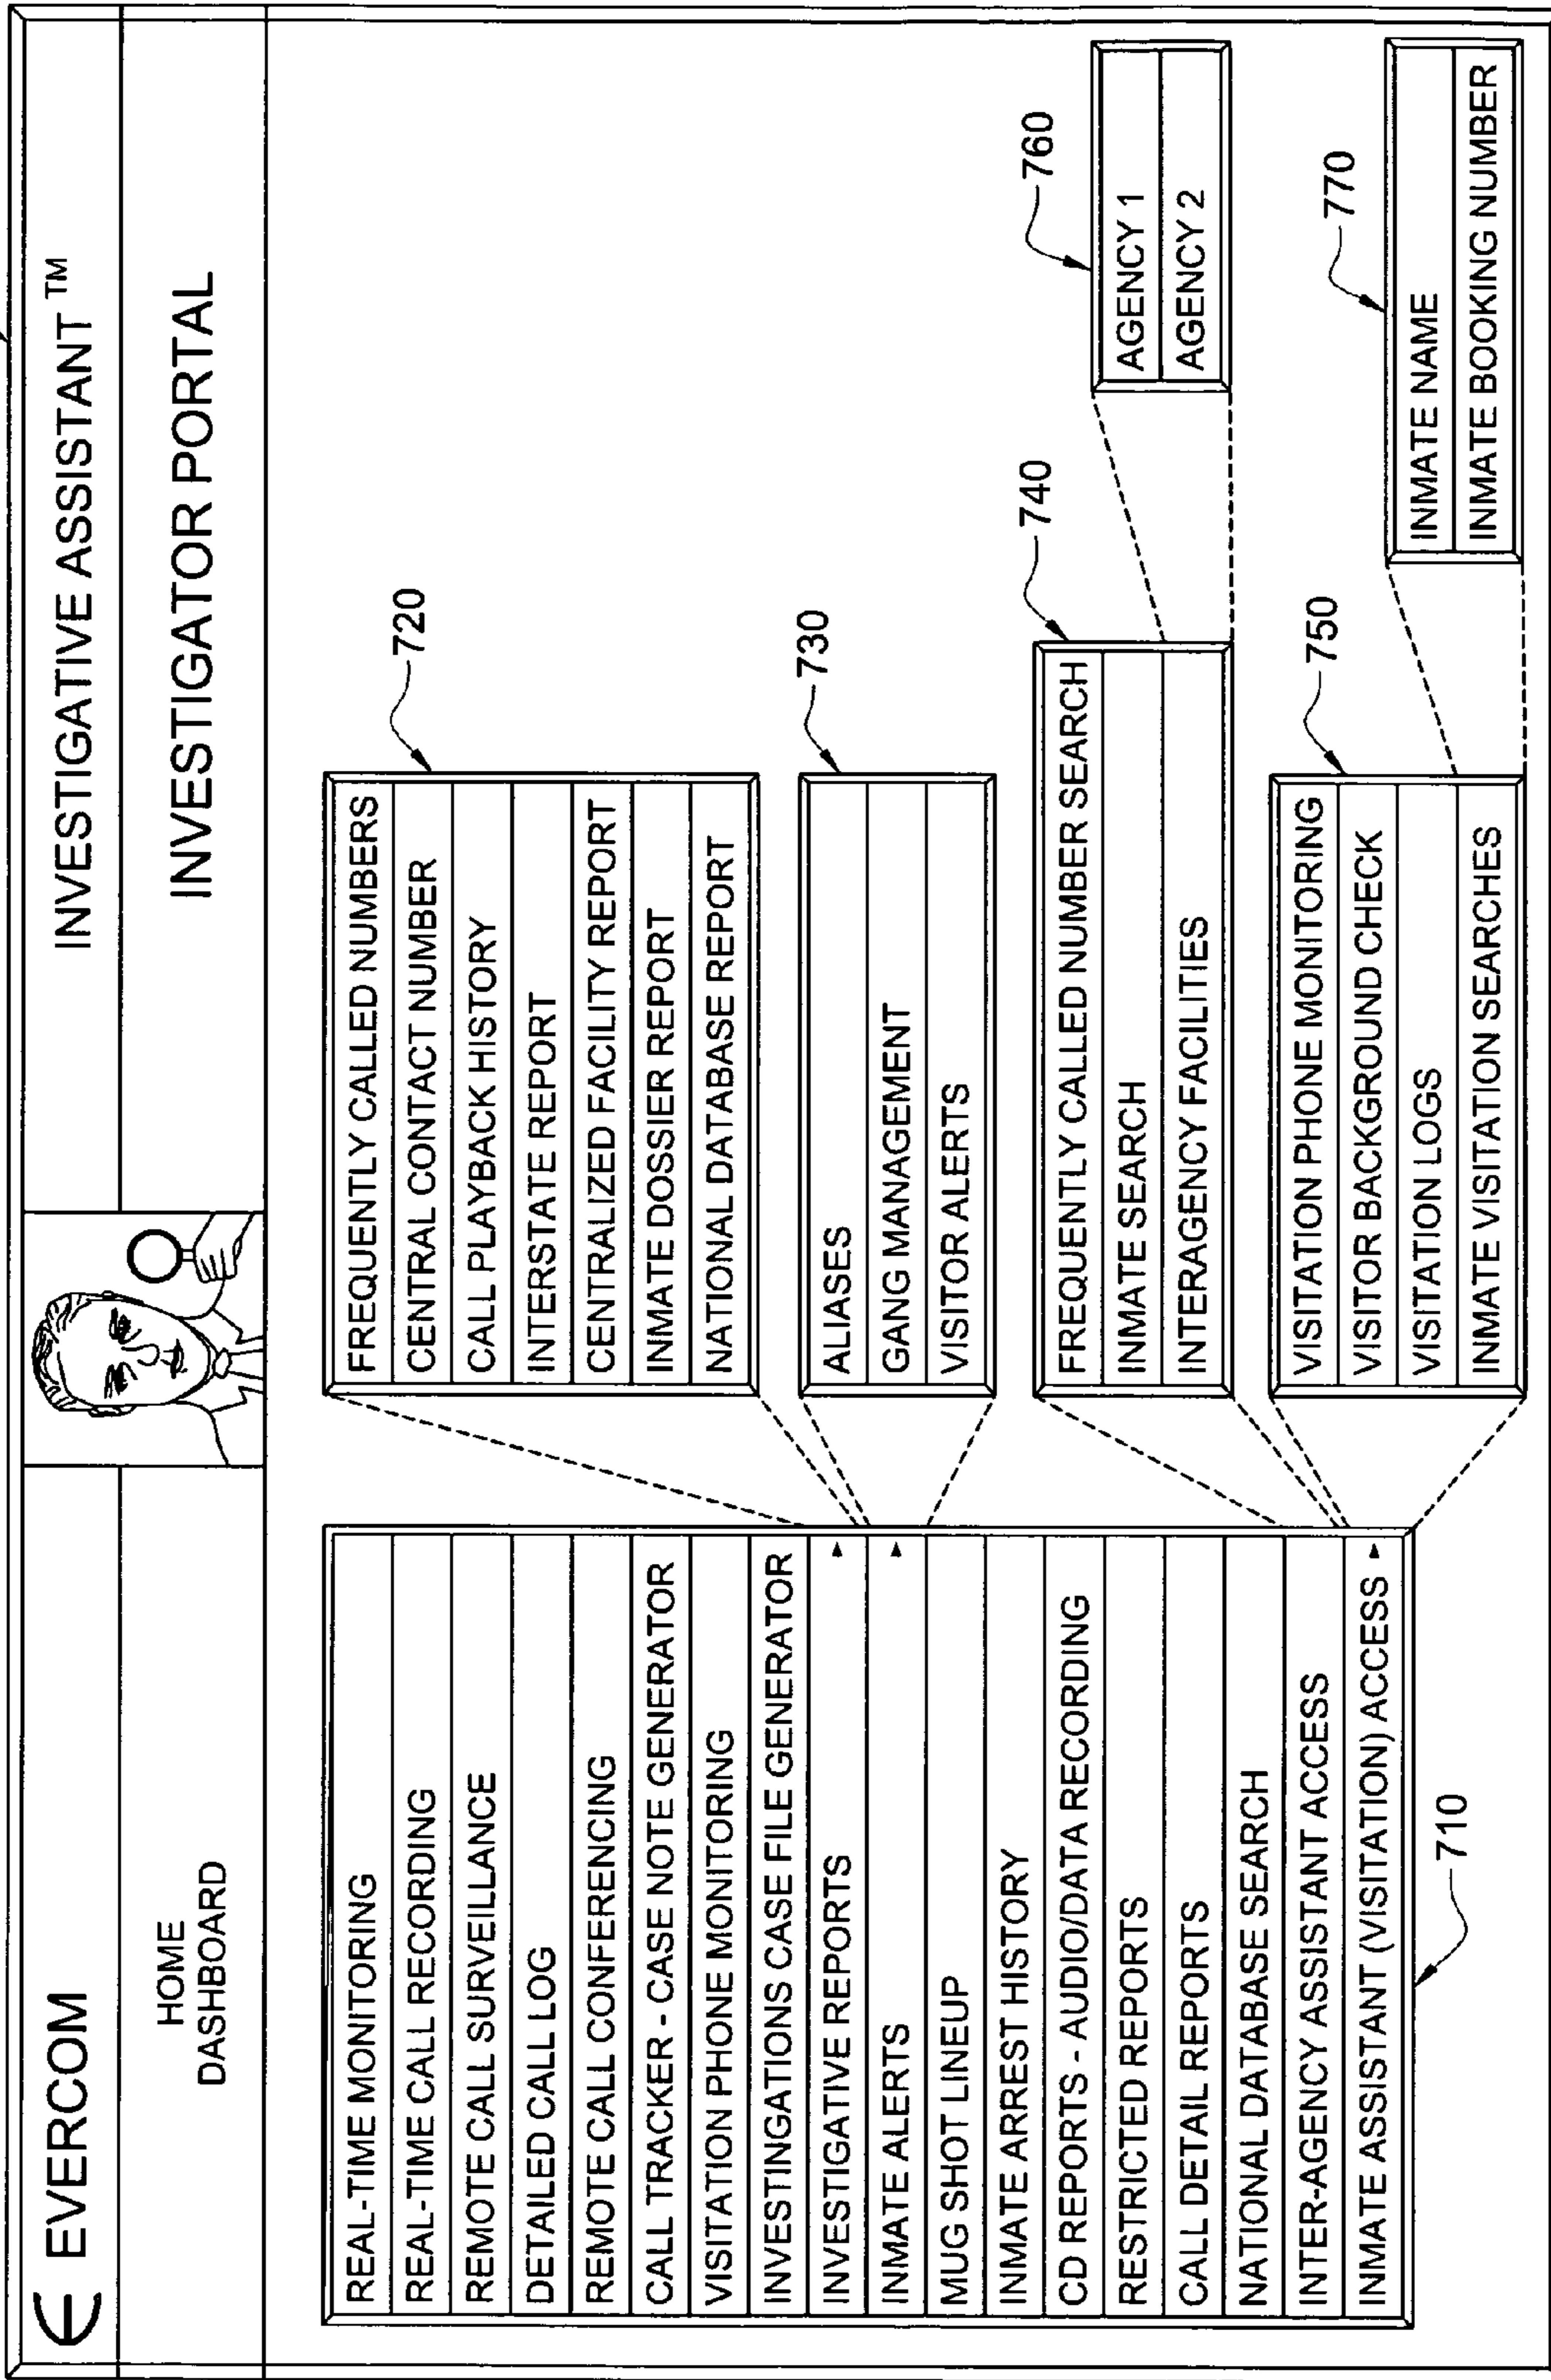 EVERCOM
INVESTIGATIVE ASSISTANT TM
HOME
DASHBOARD
INVESTIGATOR PORTAL
REAL-TIME MONITORING
REAL-TIME CALL RECORDING
REMOTE CALL SURVEILLANCE
DETAILED CALL LOG
REMOTE CALL CONFERENCING
CALL TRACKER - CASE NOTE GENERATOR
VISITATION PHONE MONITORING
INVESTINGATIONS CASE FILE GENERATOR
INVESTIGATIVE REPORTS
INMATE ALERTS
MUG SHOT LINEUP
INMATE ARREST HISTORY
CD REPORTS - AUDIO/DATA RECORDING
RESTRICTED REPORTS
CALL DETAIL REPORTS
NATIONAL DATABASE SEARCH
INTER-AGENCY ASSISTANT ACCESS
INMATE ASSISTANT (VISITATION) ACCESS
710
720
FREQUENTLY CALLED NUMBERS
CENTRAL CONTACT NUMBER
CALL PLAYBACK HISTORY
INTERSTATE REPORT
CENTRALIZED FACILITY REPORT
INMATE DOSSIER REPORT
NATIONAL DATABASE REPORT
730
ALIASES
GANG MANAGEMENT
VISITOR ALERTS
740
FREQUENTLY CALLED NUMBER SEARCH
INMATE SEARCH
INTERAGENCY FACILITIES
750
VISITATION PHONE MONITORING
VISITOR BACKGROUND CHECK
VISITATION LOGS
INMATE VISITATION SEARCHES
760
AGENCY 1
AGENCY 2
770
INMATE NAME
INMATE BOOKING NUMBER